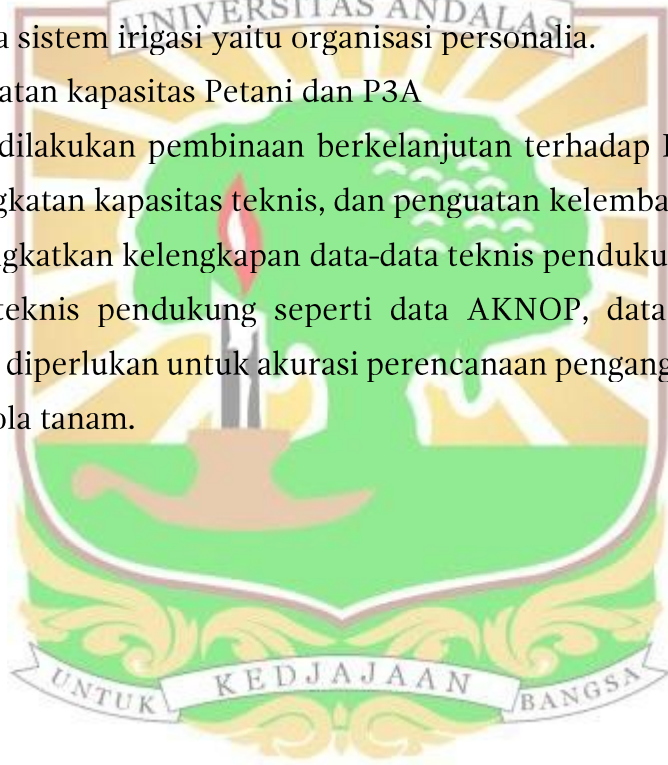 UNIVERSITAS ANDALAS
a sistem irigasi yaitu organisasi personalia.
atan kapasitas Petani dan P3A
dilakukan pembinaan berkelanjutan terhadap
gkatan kapasitas teknis, dan penguatan kelemba
gkatkan kelengkapan data-data teknis penduku
teknis pendukung seperti data AKNOP, data
diperlukan untuk akurasi perencanaan pengang
ola tanam.
UNTUK KEDJAJAAN BANGSA